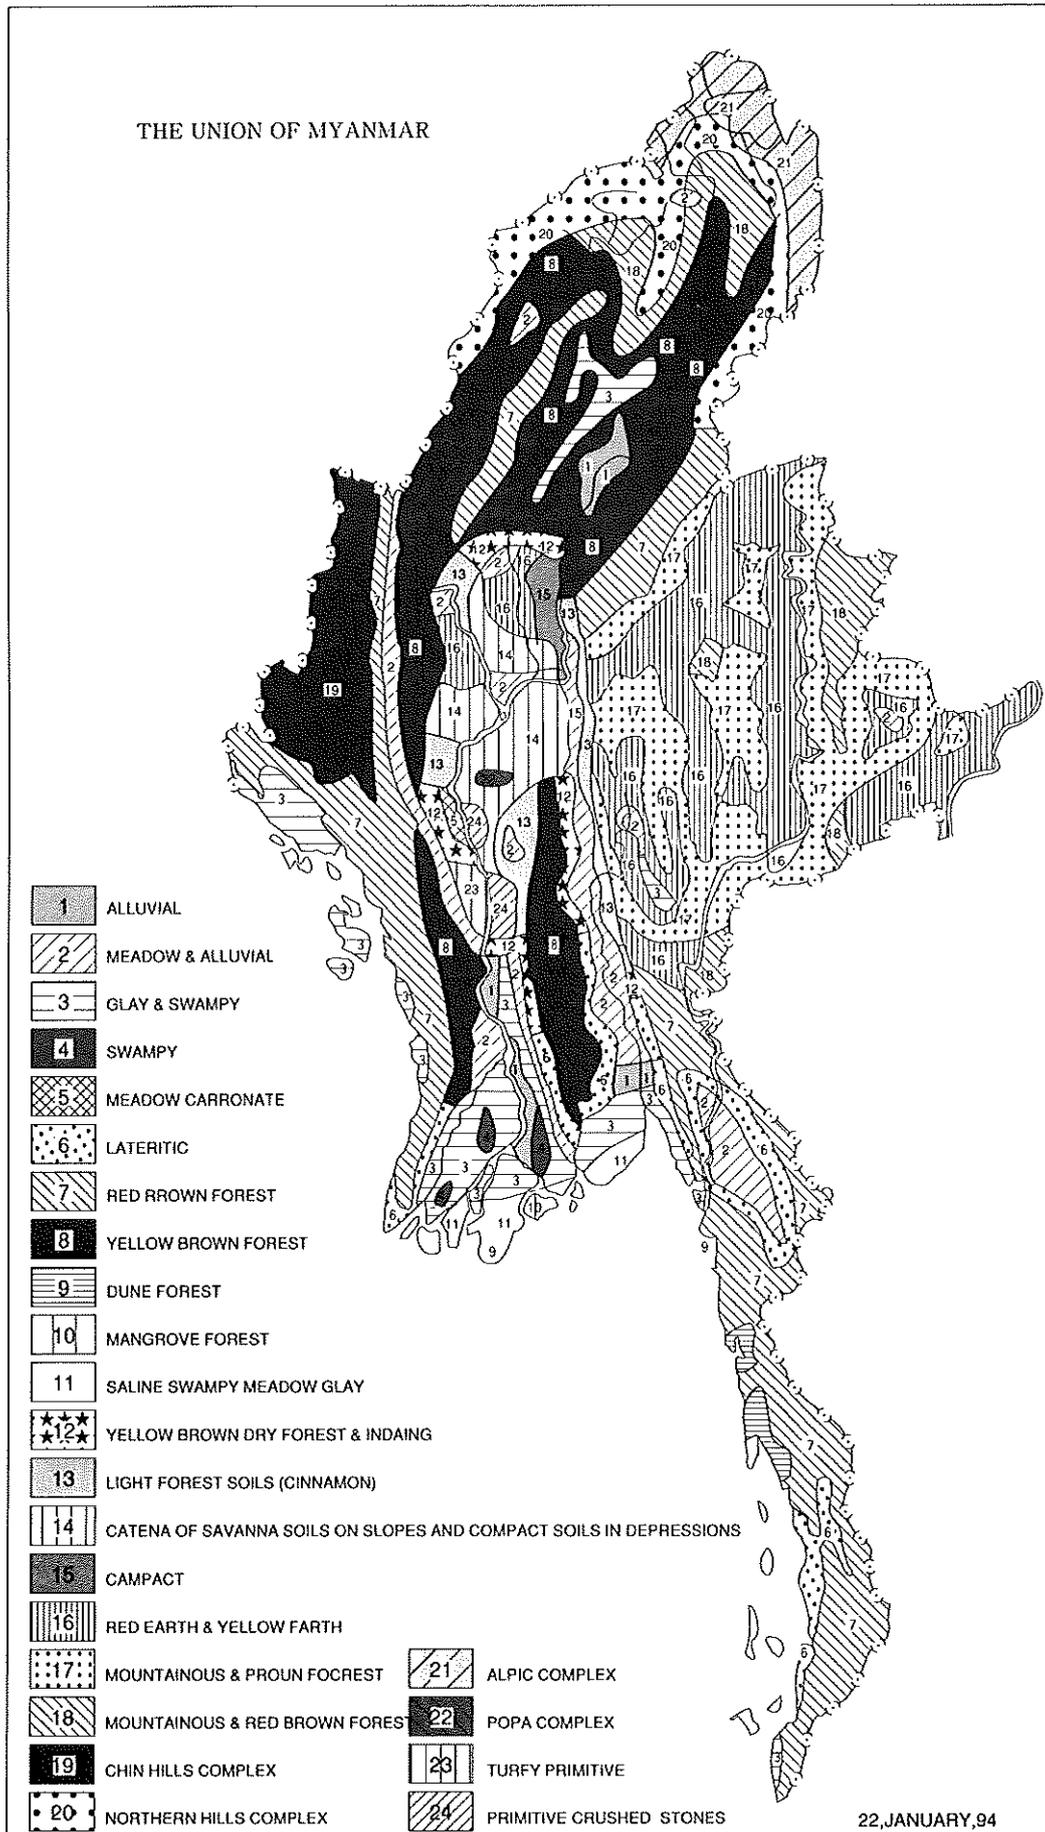 THE UNION OF MYANMAR
1 ALLUVIAL
2 MEADOW & ALLUVIAL
3 GLAY & SWAMPY
4 SWAMPY
5 MEADOW CARRONATE
6 LATERITIC
7 RED RROWN FOREST
8 YELLOW BROWN FOREST
9 DUNE FOREST
10 MANGROVE FOREST
11 SALINE SWAMPY MEADOW GLAY
12 YELLOW BROWN DRY FOREST & INDAING
13 LIGHT FOREST SOILS (CINNAMON)
14 CATENA OF SAVANNA SOILS ON SLOPES AND COMPACT SOILS IN DEPRESSIONS
15 CAMPACT
16 RED EARTH & YELLOW FARTH
17 MOUNTAINOUS & PROUN FOCREST
18 MOUNTAINOUS & RED BROWN FOREST
19 CHIN HILLS COMPLEX
20 NORTHERN HILLS COMPLEX
21 ALPIC COMPLEX
22 POPA COMPLEX
23 TURFY PRIMITIVE
24 PRIMITIVE CRUSHED STONES
22,JANUARY,94